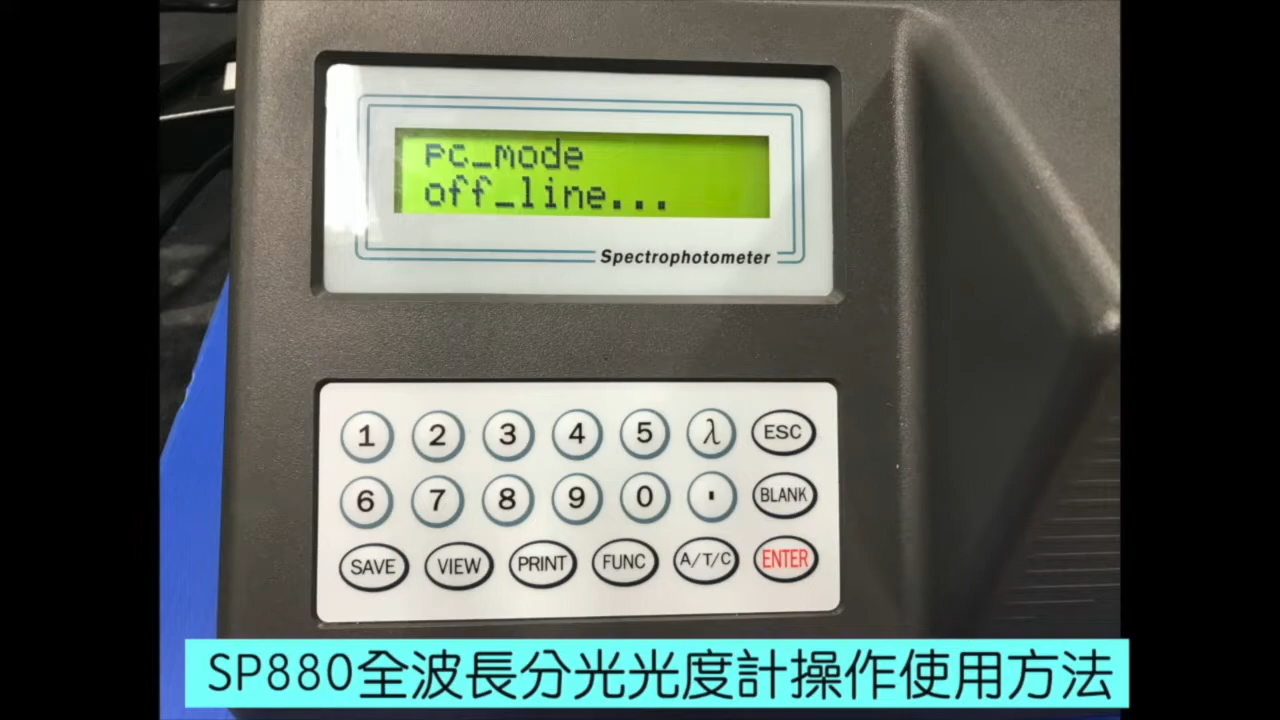 pc_mode
off_line...
Spectrophotometer
1 2 3 4 5 λ ESC
6 7 8 9 0 . BLANK
SAVE VIEW PRINT FUNC A/T/C ENTER
SP880全波長分光光度計操作使用方法